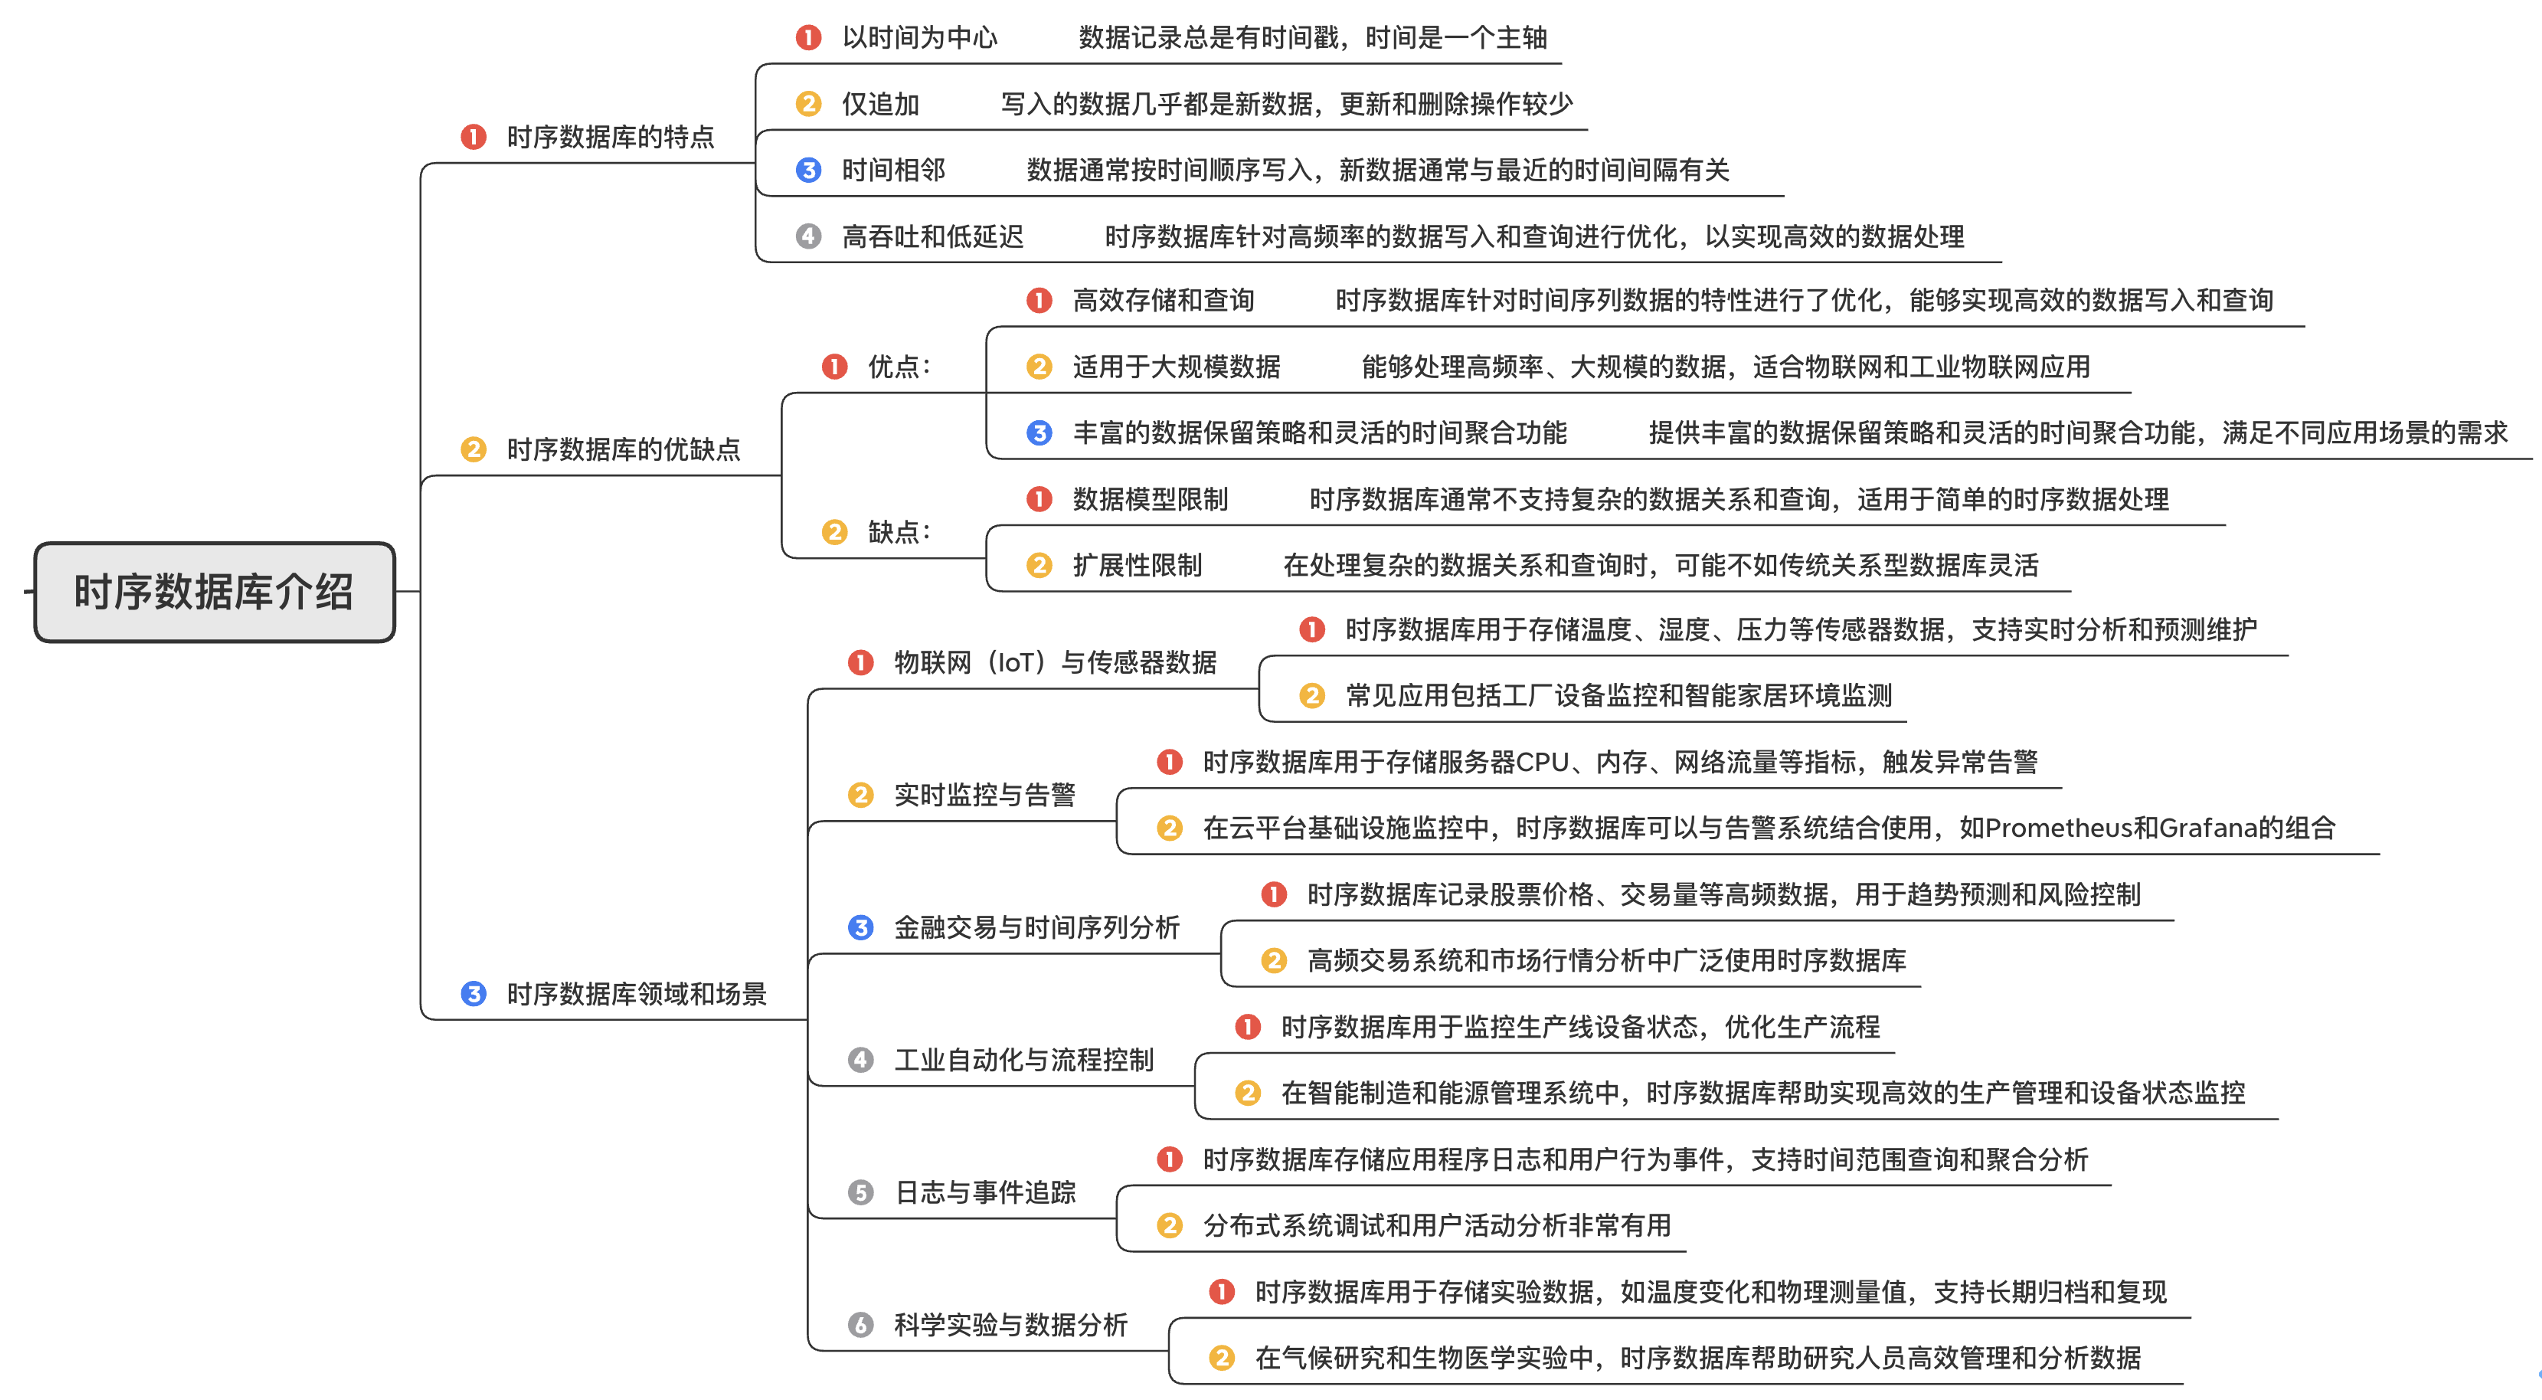 时序数据库介绍
1 时序数据库的特点
1 以时间为中心 数据记录总是有时间戳，时间是一个主轴
2 仅追加 写入的数据几乎都是新数据，更新和删除操作较少
3 时间相邻 数据通常按时间顺序写入，新数据通常与最近的时间间隔有关
4 高吞吐和低延迟 时序数据库针对高频率的数据写入和查询进行优化，以实现高效的数据处理
2 时序数据库的优缺点
1 优点：
1 高效存储和查询 时序数据库针对时间序列数据的特性进行了优化，能够实现高效的数据写入和查询
2 适用于大规模数据 能够处理高频率、大规模的数据，适合物联网和工业物联网应用
3 丰富的数据保留策略和灵活的时间聚合功能 提供丰富的数据保留策略和灵活的时间聚合功能，满足不同应用场景的需求
2 缺点：
1 数据模型限制 时序数据库通常不支持复杂的数据关系和查询，适用于简单的时序数据处理
2 扩展性限制 在处理复杂的数据关系和查询时，可能不如传统关系型数据库灵活
3 时序数据库领域和场景
1 物联网（IoT）与传感器数据
1 时序数据库用于存储温度、湿度、压力等传感器数据，支持实时分析和预测维护
2 常见应用包括工厂设备监控和智能家居环境监测
2 实时监控与告警
1 时序数据库用于存储服务器CPU、内存、网络流量等指标，触发异常告警
2 在云平台基础设施监控中，时序数据库可以与告警系统结合使用，如Prometheus和Grafana的组合
3 金融交易与时间序列分析
1 时序数据库记录股票价格、交易量等高频数据，用于趋势预测和风险控制
2 高频交易系统和市场行情分析中广泛使用时序数据库
4 工业自动化与流程控制
1 时序数据库用于监控生产线设备状态，优化生产流程
2 在智能制造和能源管理系统中，时序数据库帮助实现高效的生产管理和设备状态监控
5 日志与事件追踪
1 时序数据库存储应用程序日志和用户行为事件，支持时间范围查询和聚合分析
2 分布式系统调试和用户活动分析非常有用
6 科学实验与数据分析
1 时序数据库用于存储实验数据，如温度变化和物理测量值，支持长期归档和复现
2 在气候研究和生物医学实验中，时序数据库帮助研究人员高效管理和分析数据